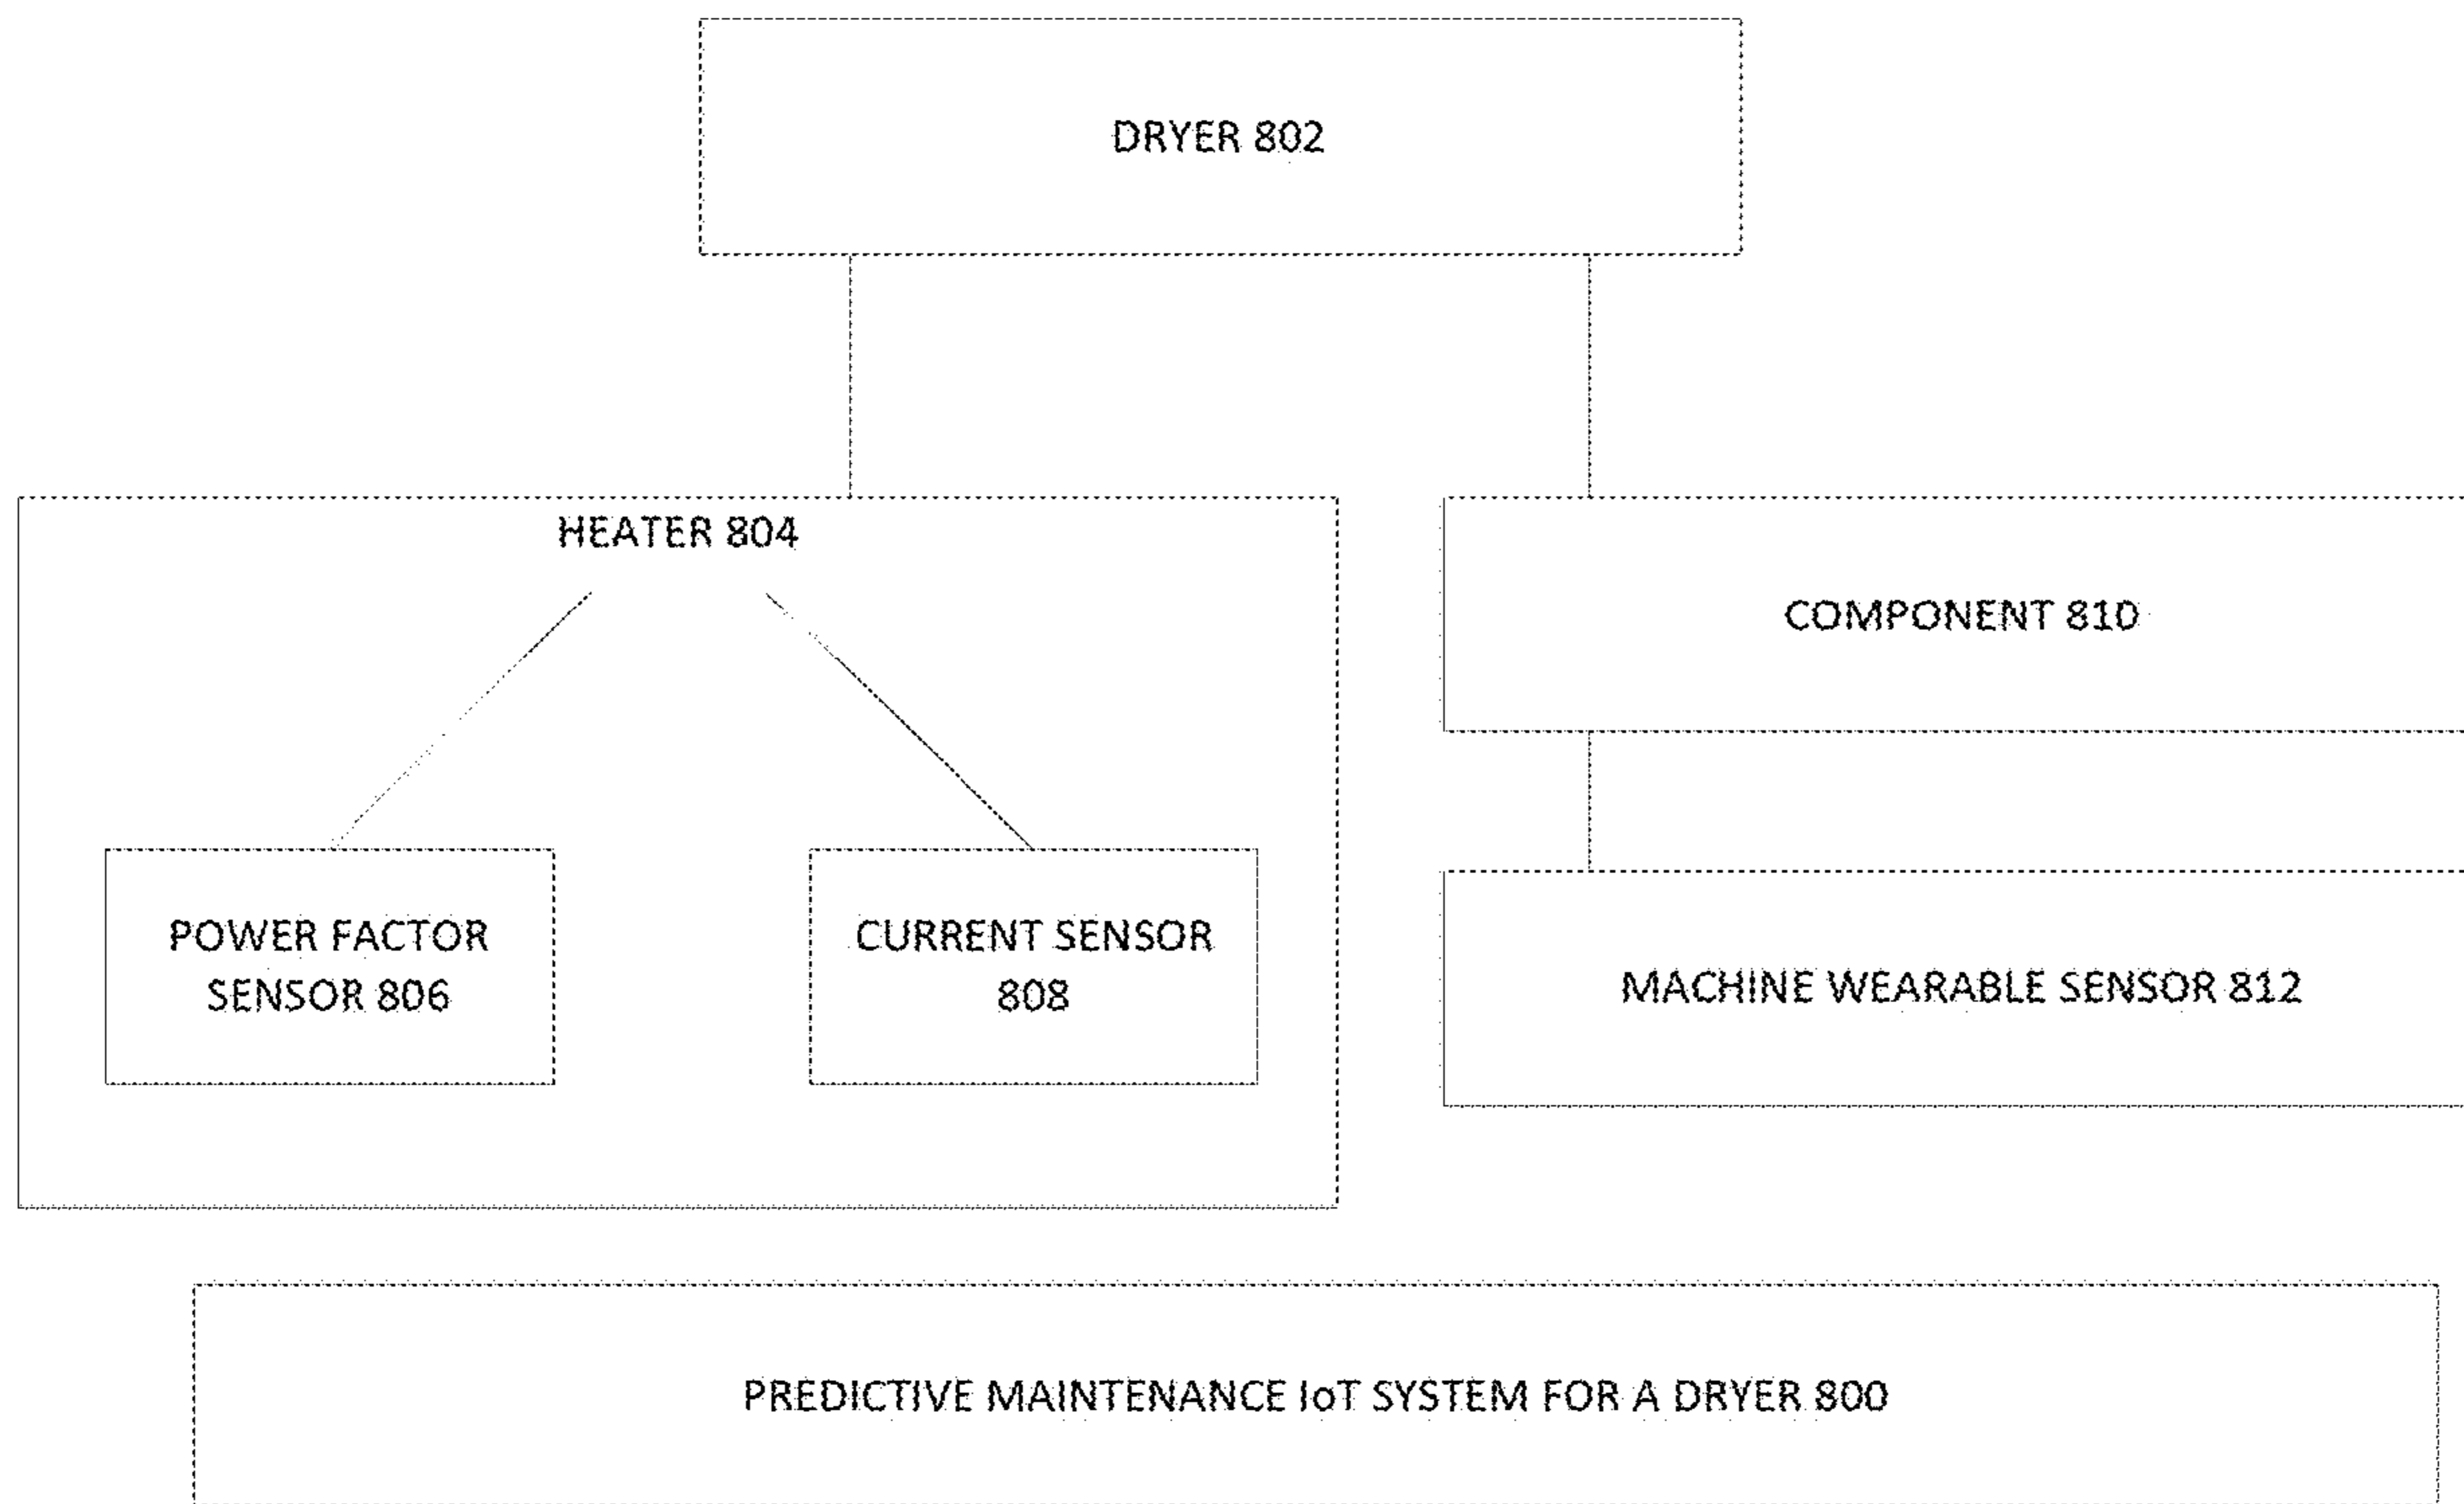 DRYER 802
HEATER 804
COMPONENT 810
POWER FACTOR
SENSOR 806
CURRENT SENSOR
808
MACHINE WEARABLE SENSOR 812
PREDICTIVE MAINTENANCE IoT SYSTEM FOR A DRYER 800